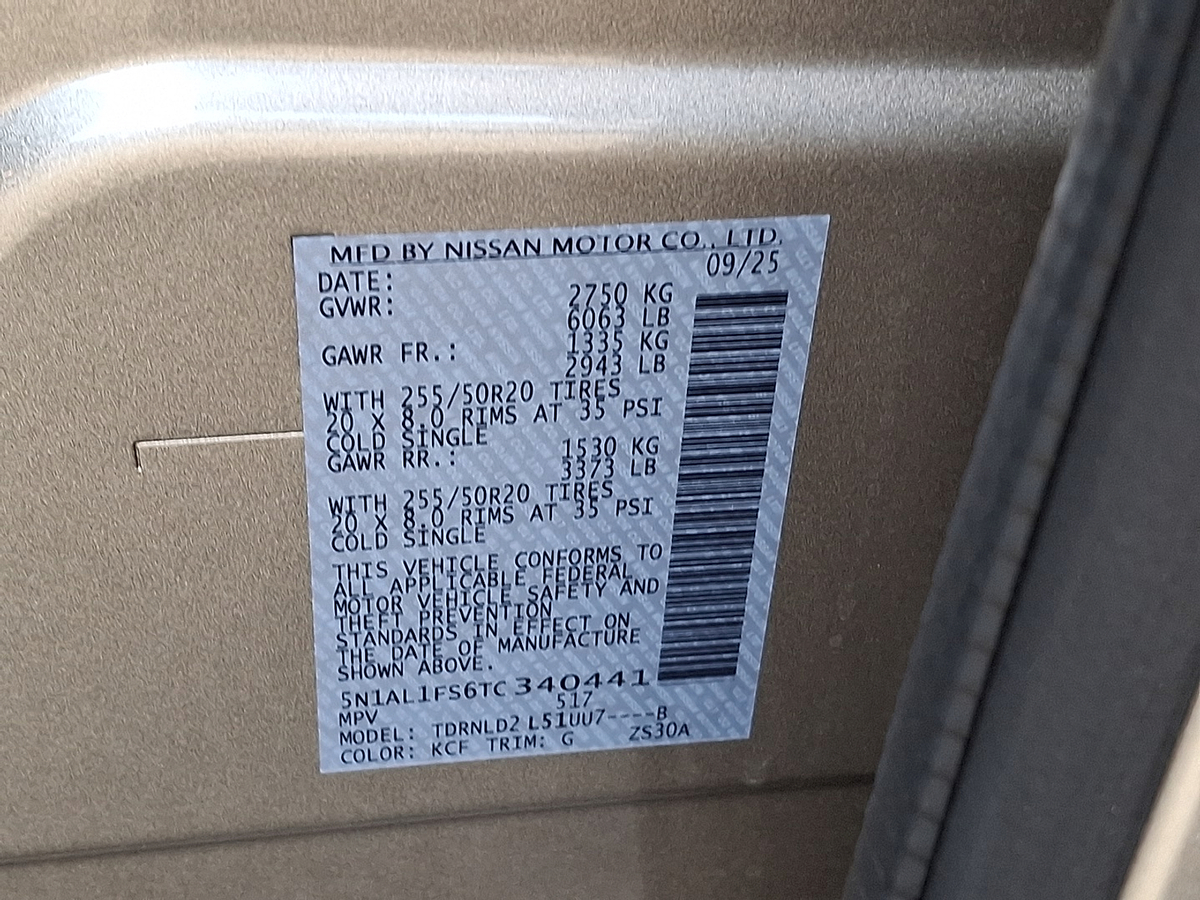 MFD BY NISSAN MOTOR CO., LTD.
DATE: 09/25
GVWR: 2750 KG
6063 LB
GAWR FR.: 1335 KG
2943 LB
WITH 255/50R20 TIRES
20 X 8.0 RIMS AT 35 PSI
COLD SINGLE
GAWR RR.: 1530 KG
3373 LB
WITH 255/50R20 TIRES
20 X 8.0 RIMS AT 35 PSI
COLD SINGLE
THIS VEHICLE CONFORMS TO
ALL APPLICABLE FEDERAL
MOTOR VEHICLE SAFETY AND
THEFT PREVENTION
STANDARDS IN EFFECT ON
THE DATE OF MANUFACTURE
SHOWN ABOVE.
5N1AL1FS6TC340441
MPV 517
MODEL: TDRNLD2 L51UU7----B
COLOR: KCF TRIM: G ZS30A